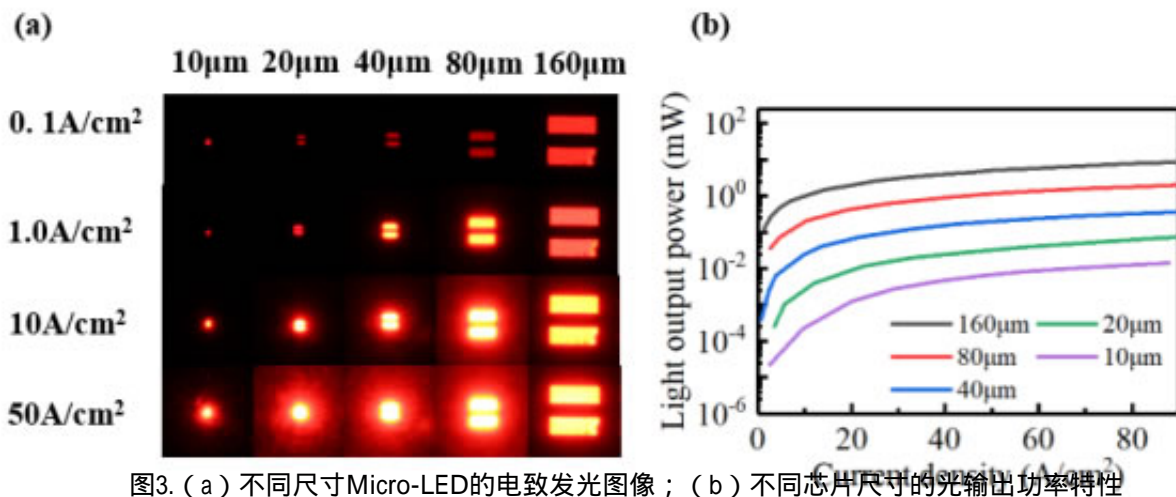 (a)
10μm 20μm 40μm 80μm 160μm
0. 1A/cm²
1.0A/cm²
10A/cm²
50A/cm²
(b)
Light output power (mW)
10²
10⁰
10⁻²
10⁻⁴
10⁻⁶
160μm 20μm
80μm 10μm
40μm
0 20 40 60 80
Current density (A/cm²)
图3.（a）不同尺寸Micro-LED的电致发光图像；（b）不同芯片尺寸的光输出功率特性